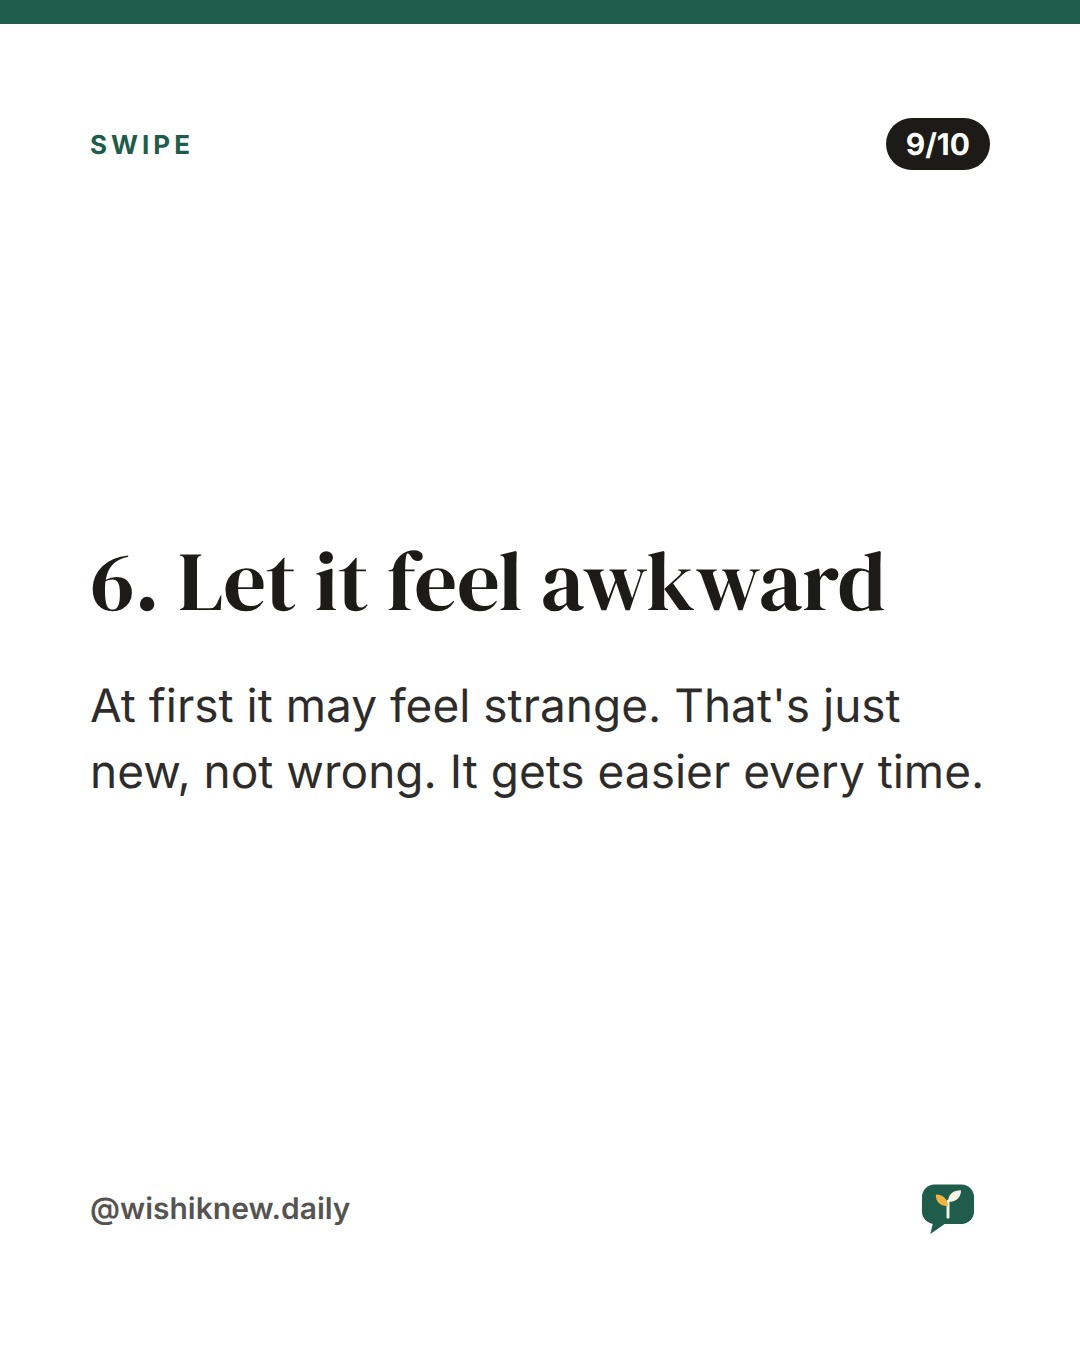 SWIPE
9/10
6. Let it feel awkward
At first it may feel strange. That's just
new, not wrong. It gets easier every time.
@wishiknew.daily